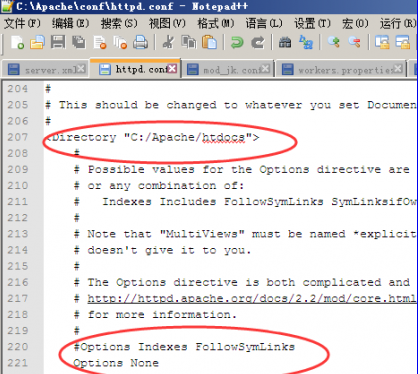 C:\Apache\conf\httpd.conf - Notepad++
文件(F) 编辑(E) 搜索(S) 视图(V) 格式(M) 语言(L) 设置(T) 宏(O) 运行(R)
server.xml httpd.conf mod_jk.conf workers.properties
204 #
205 # This should be changed to whatever you set Documen
206 #
207 <Directory "C:/Apache/htdocs">
208 #
209 # Possible values for the Options directive are
210 # or any combination of:
211 #   Indexes Includes FollowSymLinks SymLinksifOw
212 #
213 # Note that "MultiViews" must be named *explicit
214 # doesn't give it to you.
215 #
216 # The Options directive is both complicated and
217 # http://httpd.apache.org/docs/2.2/mod/core.html
218 # for more information.
219 #
220 #Options Indexes FollowSymLinks
221 Options None